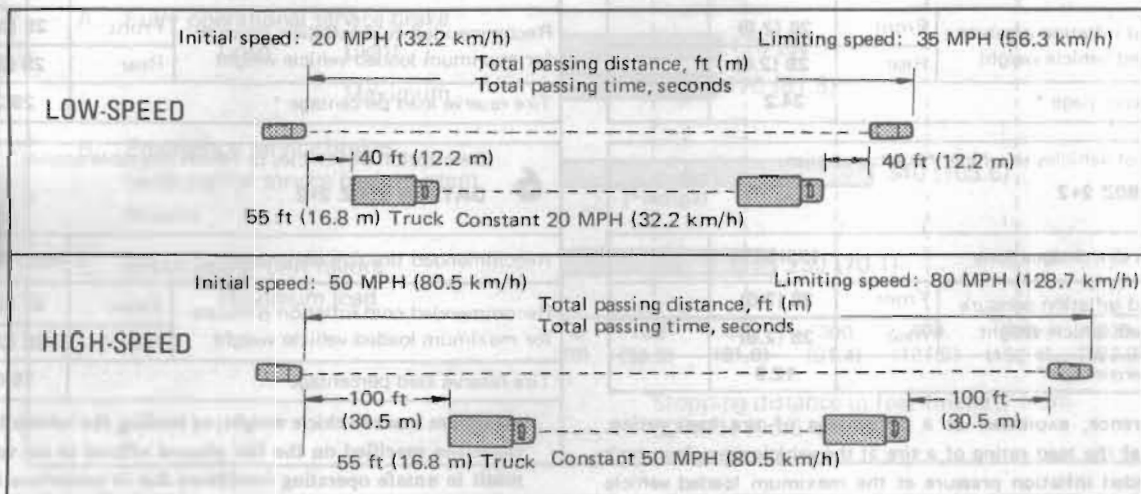 Initial speed: 20 MPH (32.2 km/h) Limiting speed: 35 MPH (56.3 km/h)
Total passing distance, ft (m)
Total passing time, seconds
LOW-SPEED
40 ft (12.2 m) 40 ft (12.2 m)
55 ft (16.8 m) Truck Constant 20 MPH (32.2 km/h)
Initial speed: 50 MPH (80.5 km/h) Limiting speed: 80 MPH (128.7 km/h)
Total passing distance, ft (m)
Total passing time, seconds
HIGH-SPEED
100 ft 100 ft
(30.5 m) (30.5 m)
55 ft (16.8 m) Truck Constant 50 MPH (80.5 km/h)